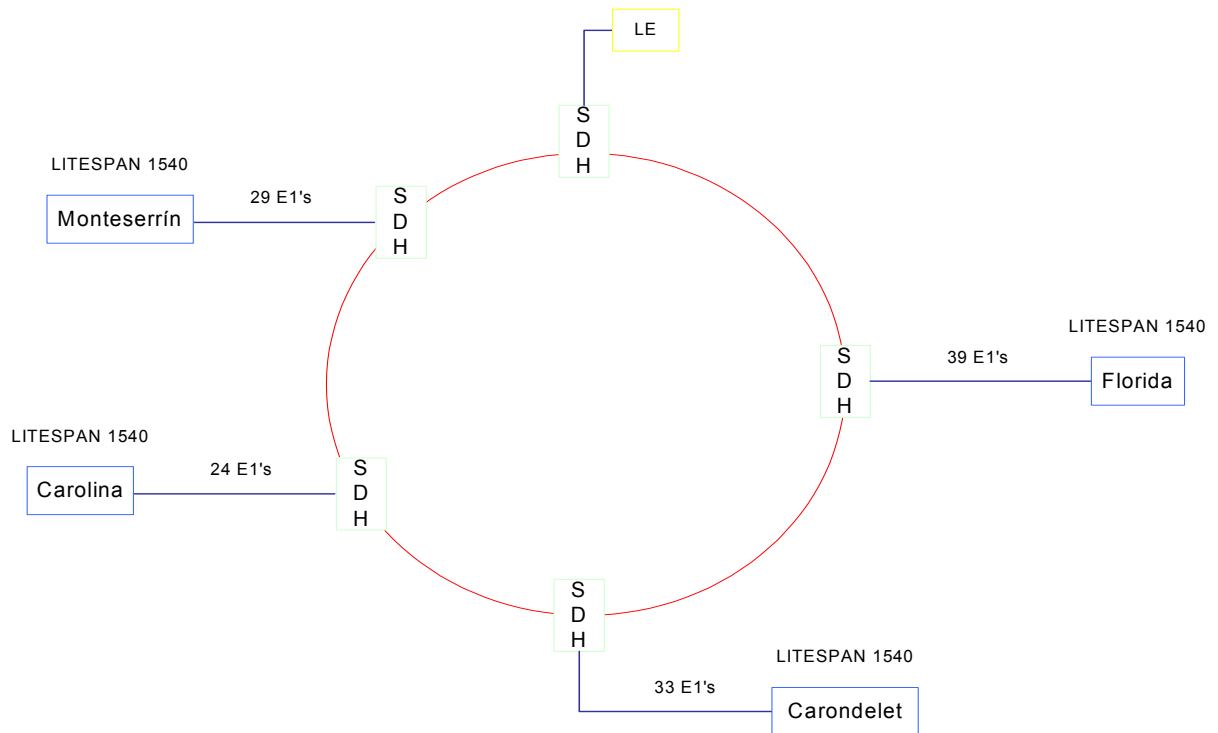 LE
S
D
H
LITESPAN 1540
29 E1's
Monteserrín
S
D
H
LITESPAN 1540
39 E1's
Florida
S
D
H
LITESPAN 1540
24 E1's
Carolina
S
D
H
S
D
H
LITESPAN 1540
33 E1's
Carondelet